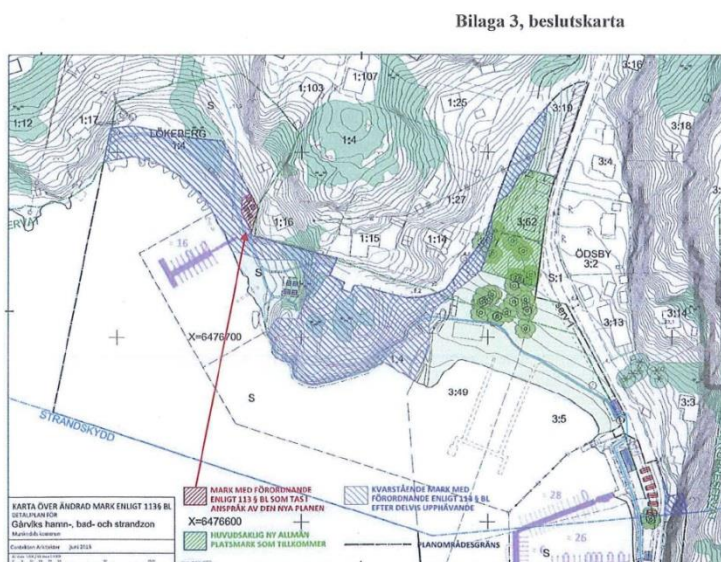 Bilaga 3, beslutskarta
3:16
1:107
1:103
S
1:25
3:10
1:12
1:17
1:4
3:18
LÖKEBERG
1:4
3:4
1:27
3:62
1:16
1:15
1:14
ÖDSBY
3:2
16
S
S:1
3:14
3:13
X=6476700
1:4
3:3
3:49
S
3:5
STRANDSKYDD
MARK MED FÖRORDNANDE
ENLIGT 113 § BL SOM TAS I
ANSPRÅK AV DEN NYA PLANEN
KVARSTÅENDE MARK MED
FÖRORDNANDE ENLIGT 113 § BL
EFTER DELVIS UPPHÄVANDE
28
KARTA ÖVER ÄNDRAD MARK ENLIGT 113§ BL
DETALJPLAN FÖR
Gårviks hamn-, bad- och strandzon
Munkedals kommun
X=6476600
HUVUDSAKLIG NY ALLMÄN
PLATSMARK SOM TILLKOMMER
PLANOMRÅDESGRÄNS
26
S